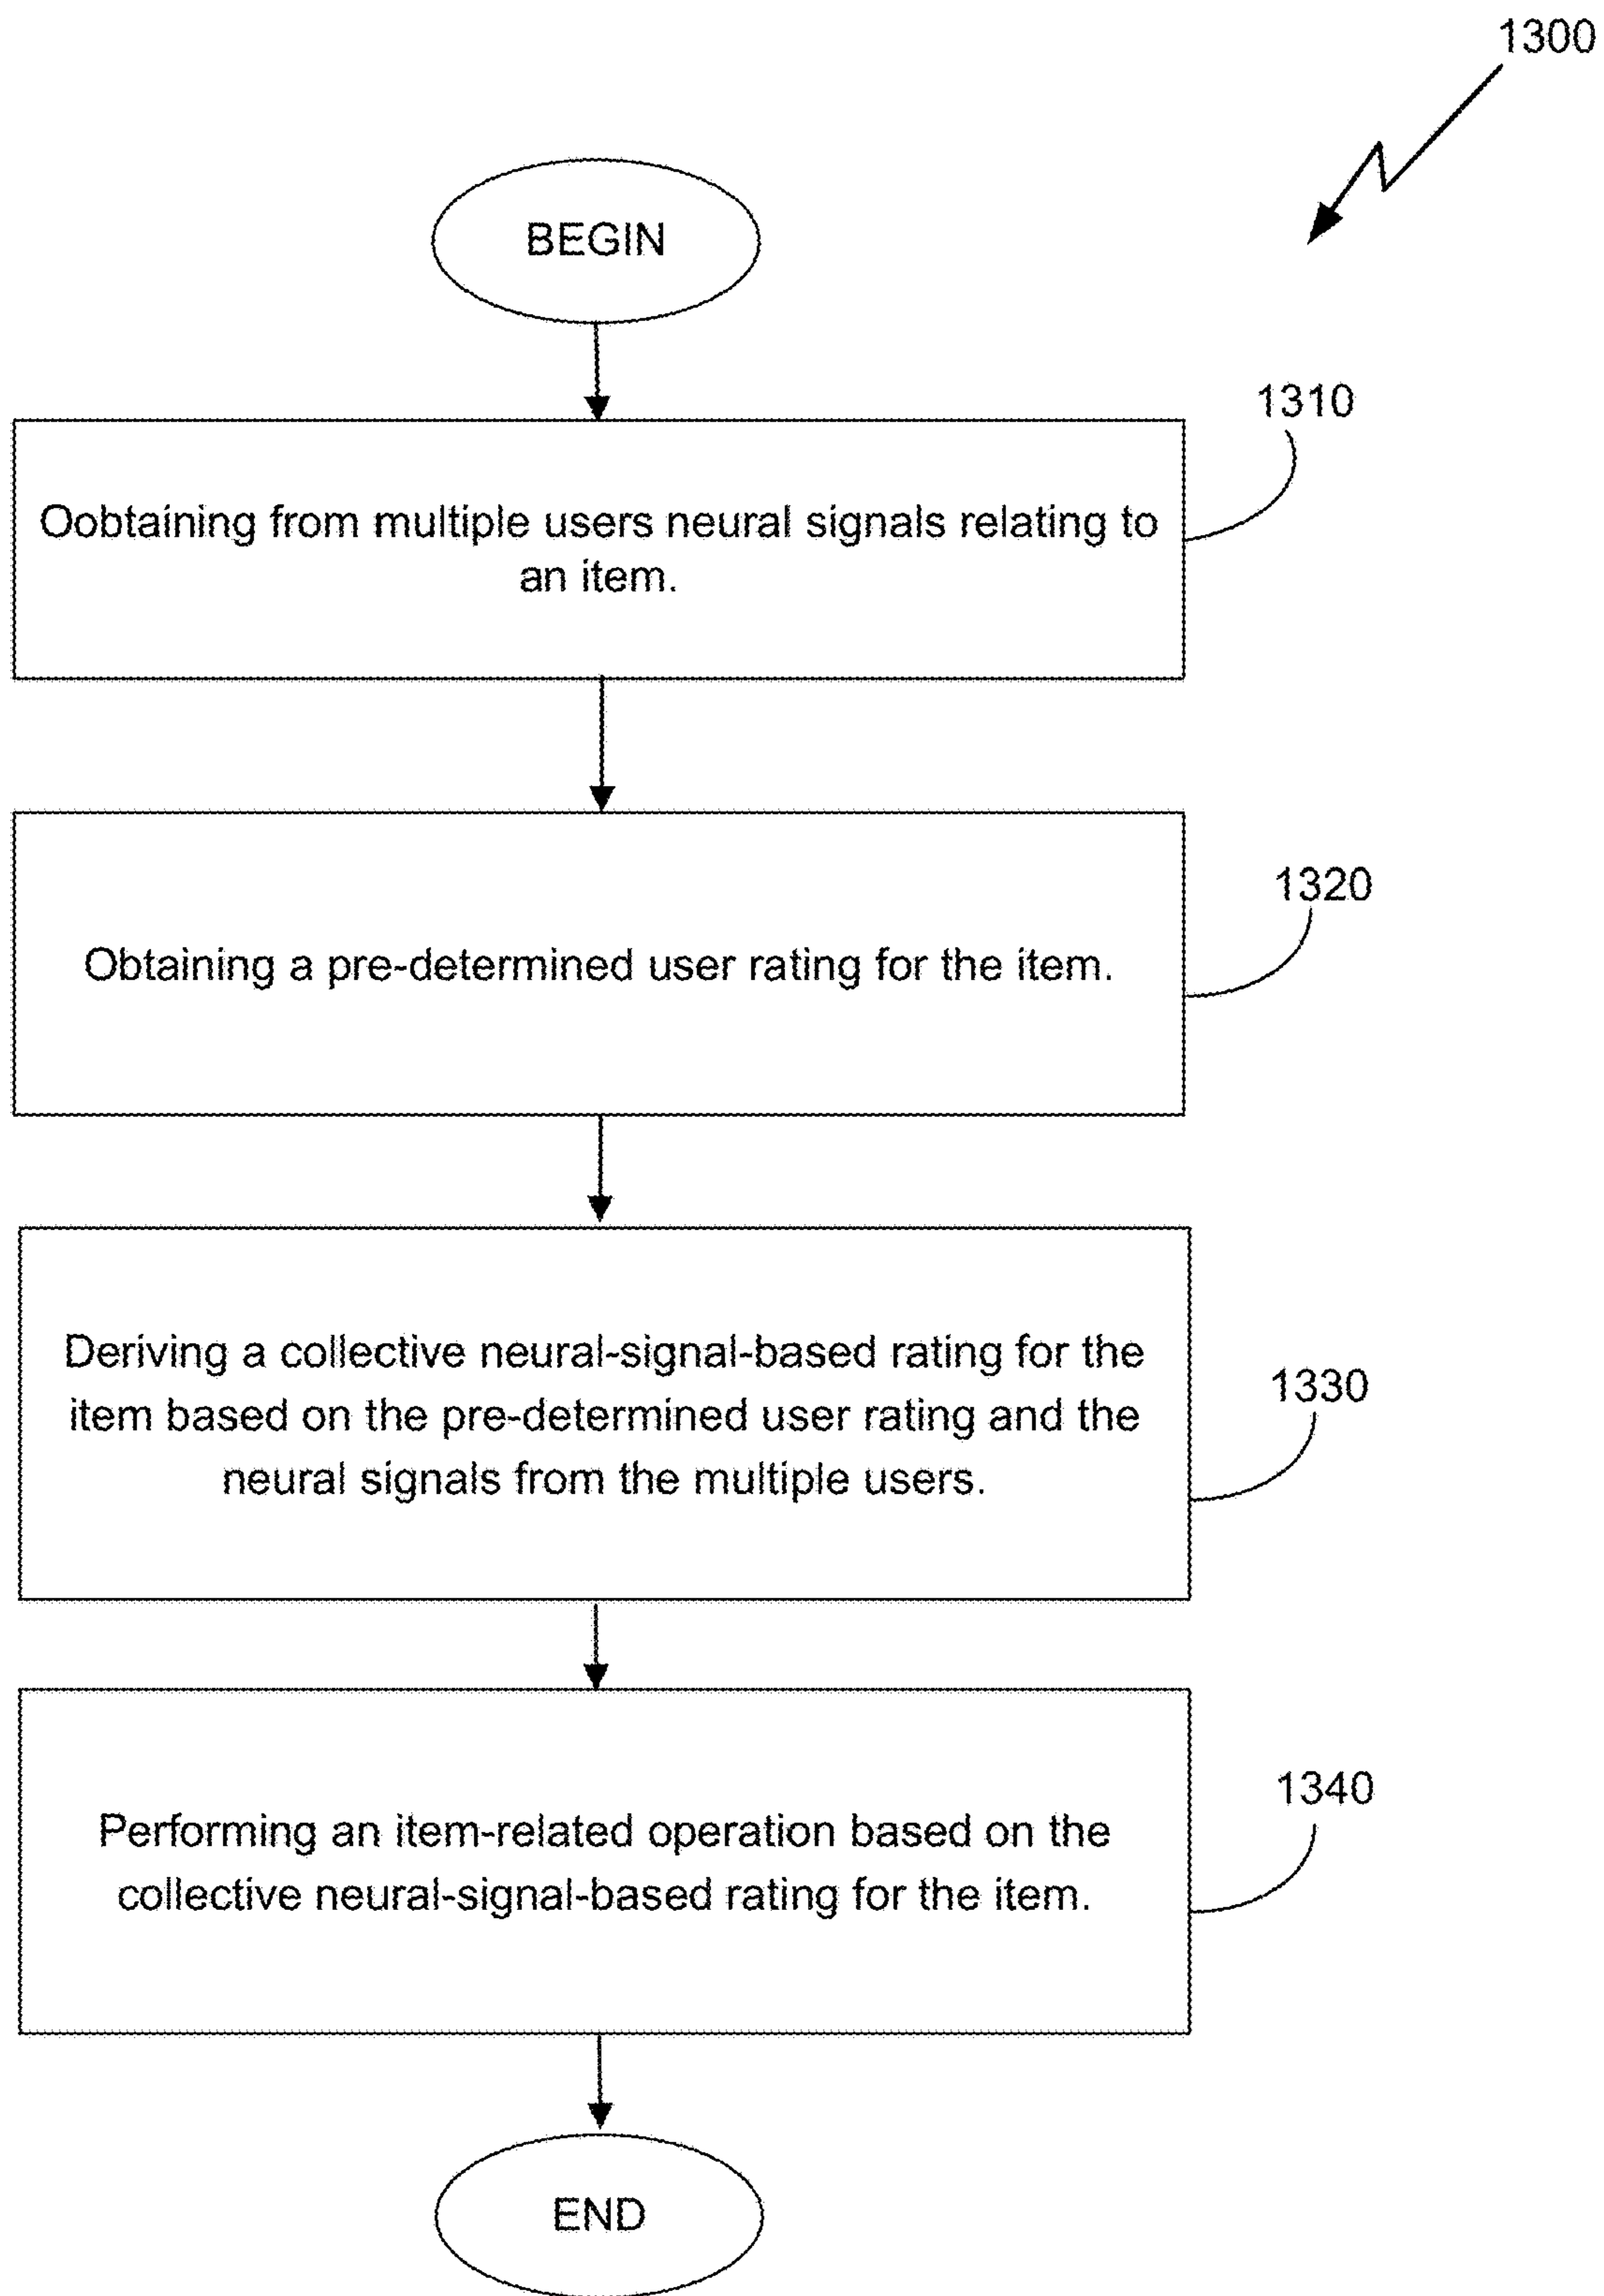 1300
BEGIN
1310
Oobtaining from multiple users neural signals relating to
an item.
1320
Obtaining a pre-determined user rating for the item.
Deriving a collective neural-signal-based rating for the
1330
item based on the pre-determined user rating and the
neural signals from the multiple users.
1340
Performing an item-related operation based on the
collective neural-signal-based rating for the item.
END